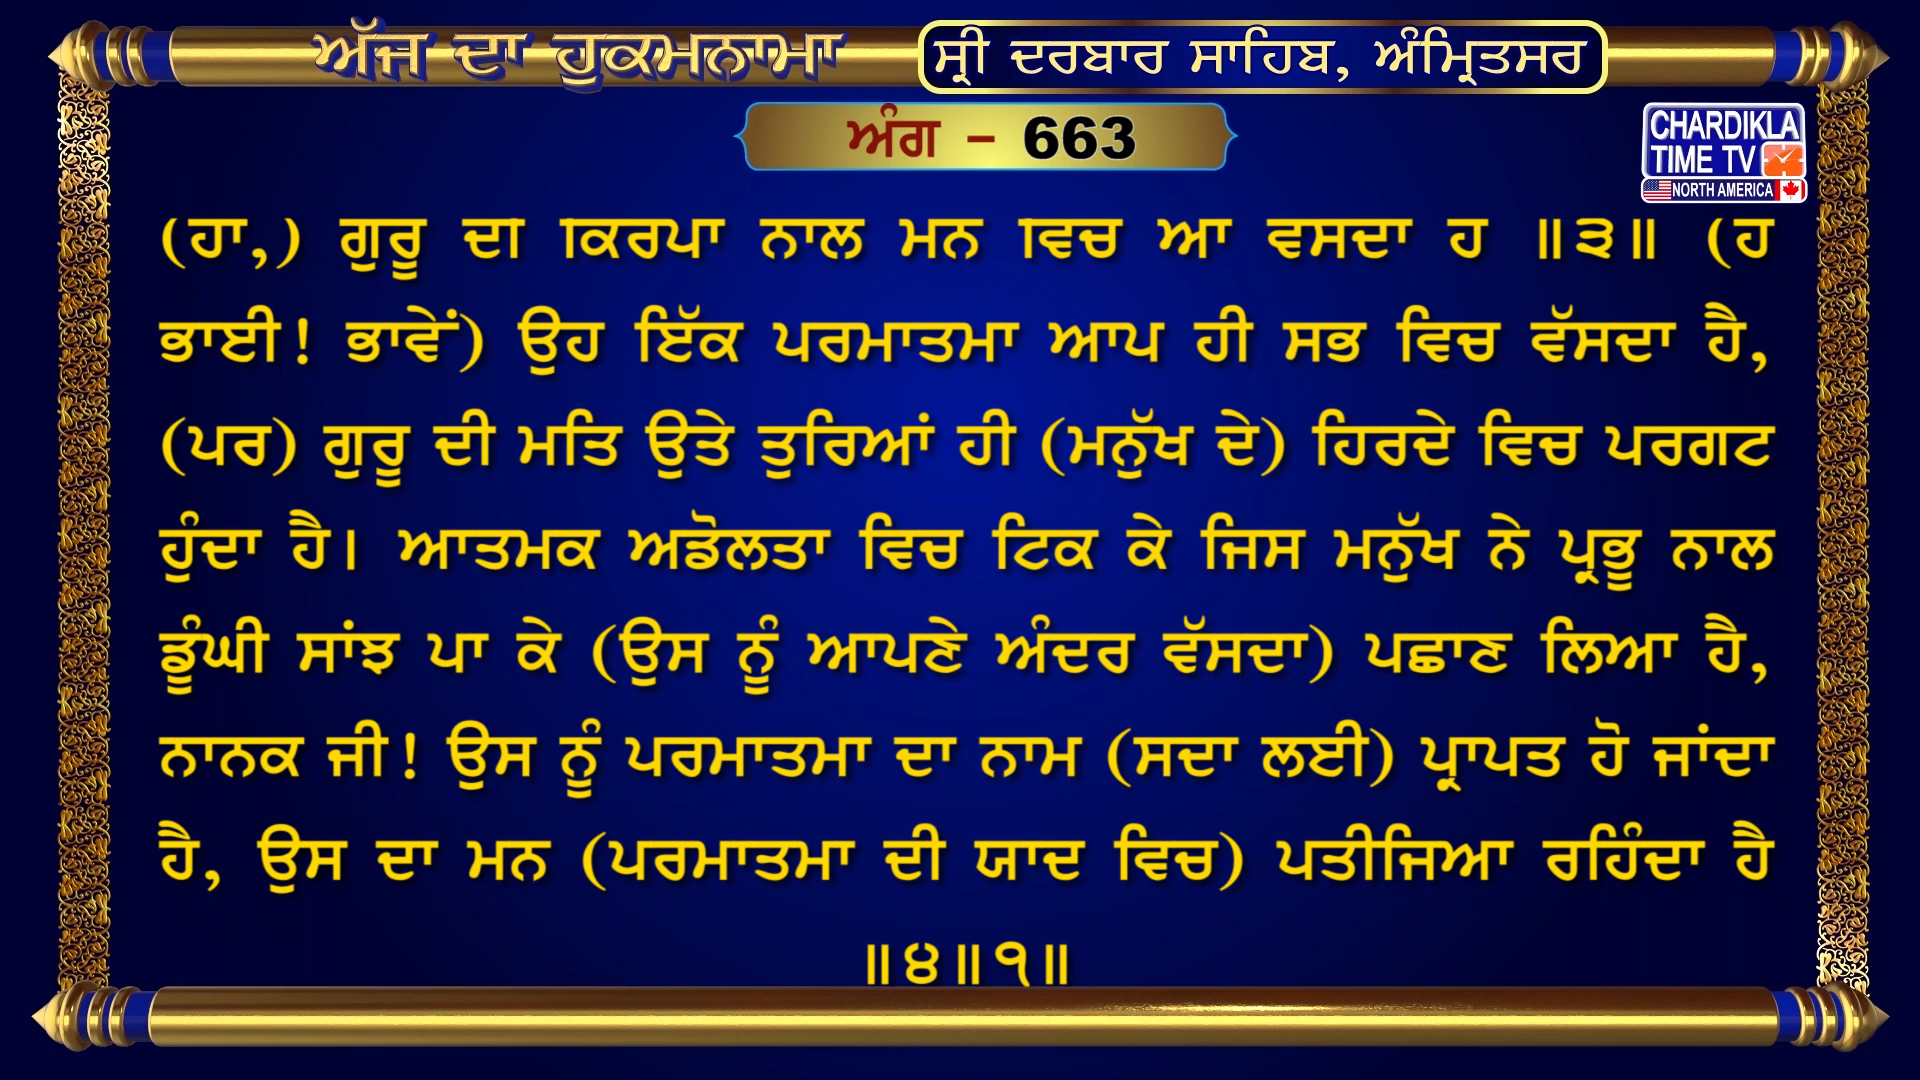 ਅੱਜ ਦਾ ਹੁਕਮਨਾਮਾ
ਸ੍ਰੀ ਦਰਬਾਰ ਸਾਹਿਬ, ਅੰਮ੍ਰਿਤਸਰ
ਅੰਗ – 663
CHARDIKLA
TIME TV
NORTH AMERICA
(ਹਾਂ,) ਗੁਰੂ ਦੀ ਕਿਰਪਾ ਨਾਲ ਮਨ ਵਿਚ ਆ ਵਸਦਾ ਹੈ ॥੩॥ (ਹੇ
ਭਾਈ! ਭਾਵੇਂ) ਉਹ ਇੱਕ ਪਰਮਾਤਮਾ ਆਪ ਹੀ ਸਭ ਵਿਚ ਵੱਸਦਾ ਹੈ,
(ਪਰ) ਗੁਰੂ ਦੀ ਮਤਿ ਉਤੇ ਤੁਰਿਆਂ ਹੀ (ਮਨੁੱਖ ਦੇ) ਹਿਰਦੇ ਵਿਚ ਪਰਗਟ
ਹੁੰਦਾ ਹੈ। ਆਤਮਕ ਅਡੋਲਤਾ ਵਿਚ ਟਿਕ ਕੇ ਜਿਸ ਮਨੁੱਖ ਨੇ ਪ੍ਰਭੂ ਨਾਲ
ਡੂੰਘੀ ਸਾਂਝ ਪਾ ਕੇ (ਉਸ ਨੂੰ ਆਪਣੇ ਅੰਦਰ ਵੱਸਦਾ) ਪਛਾਣ ਲਿਆ ਹੈ,
ਨਾਨਕ ਜੀ! ਉਸ ਨੂੰ ਪਰਮਾਤਮਾ ਦਾ ਨਾਮ (ਸਦਾ ਲਈ) ਪ੍ਰਾਪਤ ਹੋ ਜਾਂਦਾ
ਹੈ, ਉਸ ਦਾ ਮਨ (ਪਰਮਾਤਮਾ ਦੀ ਯਾਦ ਵਿਚ) ਪਤੀਜਿਆ ਰਹਿੰਦਾ ਹੈ
॥੪॥੧॥